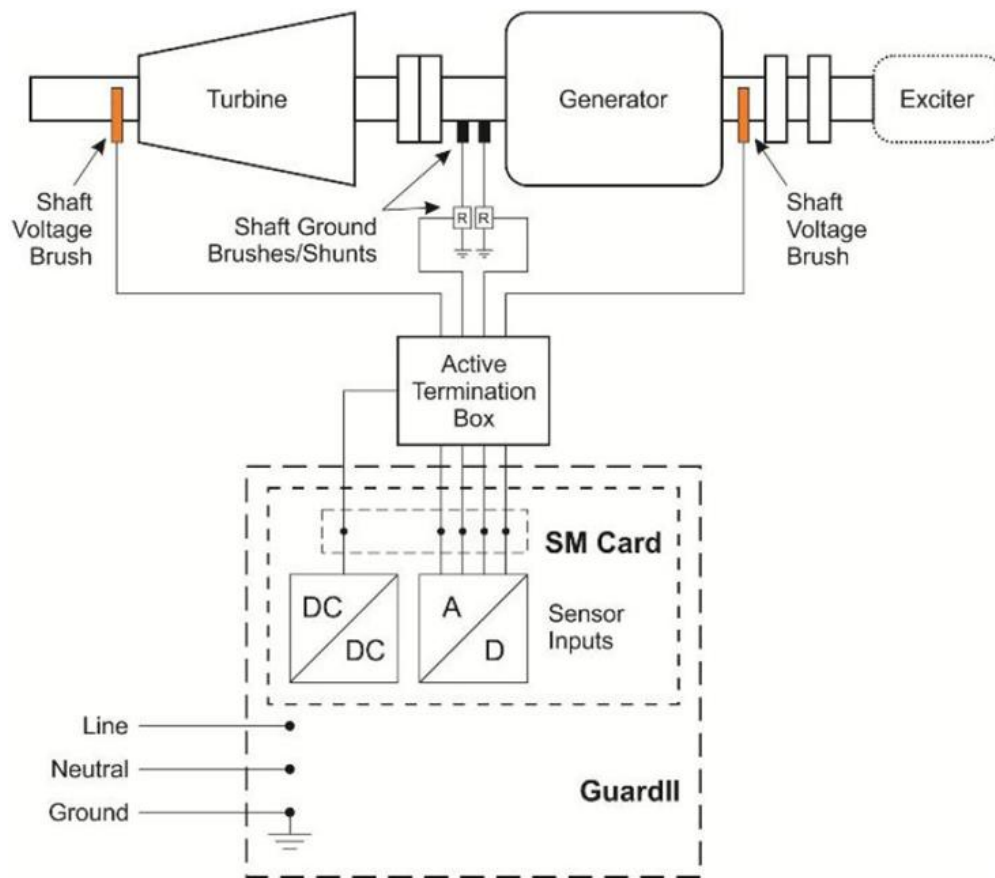 Turbine
Generator
Exciter
Shaft
Voltage
Brush
Shaft Ground
Brushes/Shunts
R
R
Shaft
Voltage
Brush
Active
Termination
Box
SM Card
DC
DC
A
D
Sensor
Inputs
Line
Neutral
Ground
GuardII